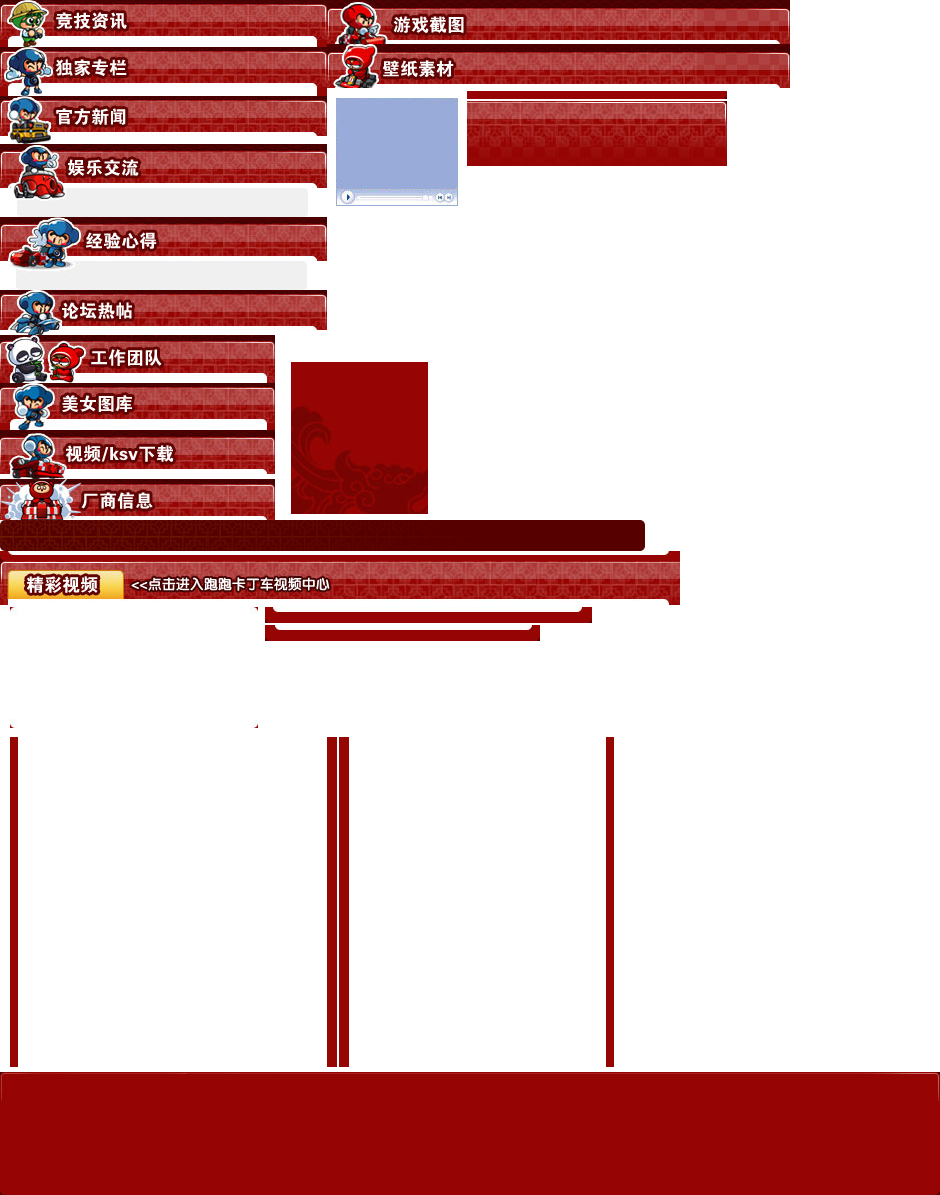 竞技资讯
游戏截图
独家专栏
壁纸素材
官方新闻
娱乐交流
经验心得
论坛热帖
工作团队
美女图库
视频/ksv下载
厂商信息
精彩视频 <<点击进入跑跑卡丁车视频中心